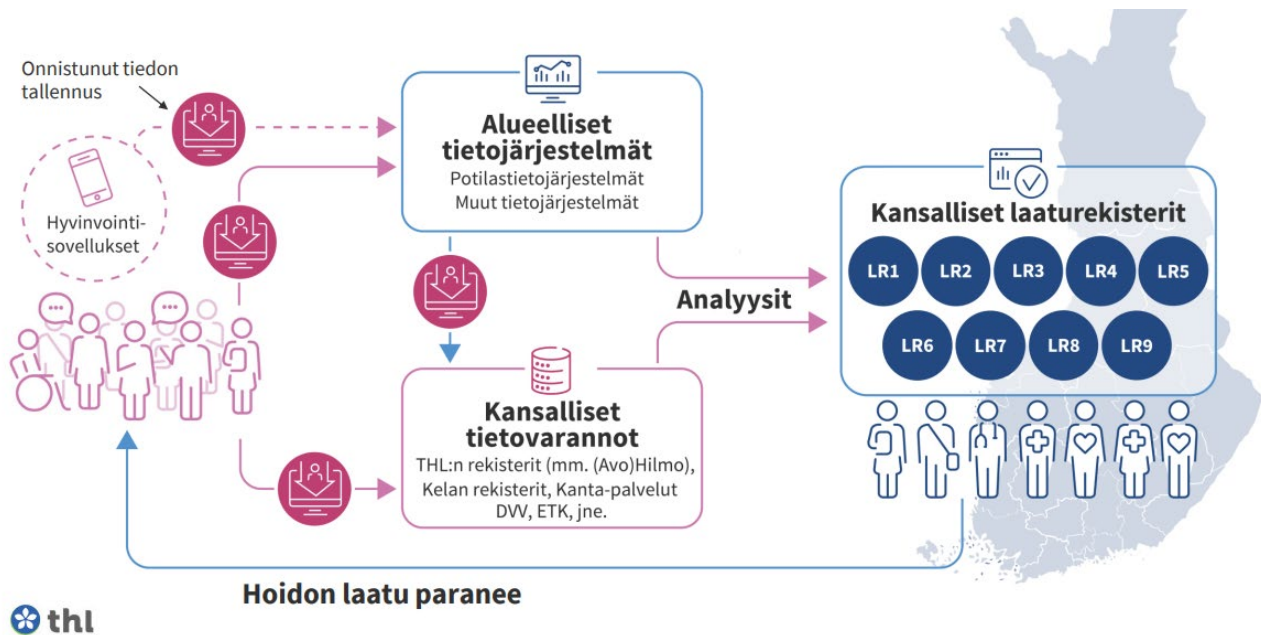 Onnistunut tiedon
tallennus
Hyvinvointi-
sovellukset
Alueelliset
tietojärjestelmät
Potilastietojärjestelmät
Muut tietojärjestelmät
Kansalliset
tietovarannot
THL:n rekisterit (mm. (Avo)Hilmo),
Kelan rekisterit, Kanta-palvelut
DVV, ETK, jne.
Analyysit
Kansalliset laaturekisterit
LR1 LR2 LR3 LR4 LR5
LR6 LR7 LR8 LR9
Hoidon laatu paranee
thl